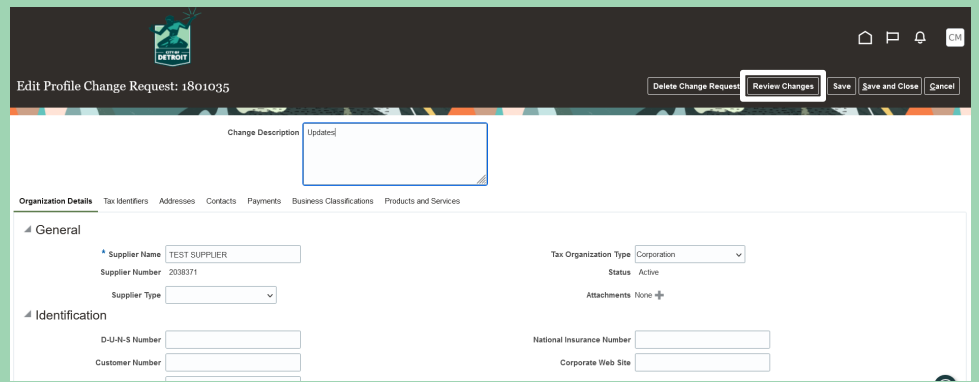 CITY OF
DETROIT
CM
Edit Profile Change Request: 1801035
Delete Change Request Review Changes Save Save and Close Cancel
Change Description Updates
Organization Details Tax Identifiers Addresses Contacts Payments Business Classifications Products and Services
General
* Supplier Name TEST SUPPLIER Tax Organization Type Corporation
Supplier Number 2038371 Status Active
Supplier Type Attachments None
Identification
D-U-N-S Number National Insurance Number
Customer Number Corporate Web Site